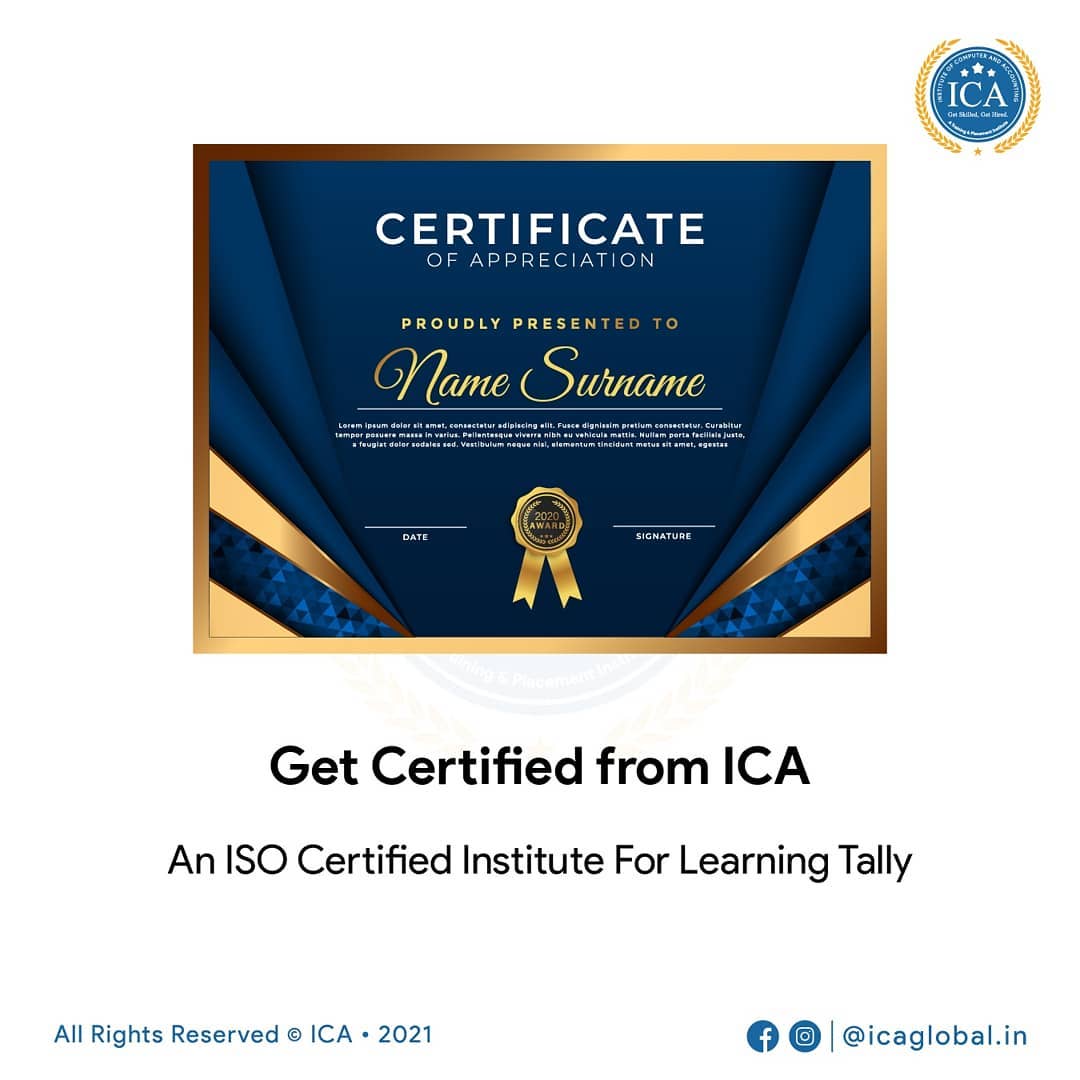 INSTITUTE OF COMPUTER AND ACCOUNTING
ICA
Get Skilled, Get Hired.
A Training & Placement Institute
CERTIFICATE
OF APPRECIATION
PROUDLY PRESENTED TO
Name Surname
Lorem ipsum dolor sit amet, consectetur adipiscing elit. Fusce dignissim pretium consectetur. Curabitur
tempor posuere massa in varius. Pellentesque viverra nibh eu vehicula mattis. Nullam porta facilisis justo,
a feugiat dolor sodales sed. Vestibulum neque nisl, elementum tincidunt metus sit amet, egestas
2020
AWARD
DATE
SIGNATURE
Training & Placement Insti
Get Certified from ICA
An ISO Certified Institute For Learning Tally
All Rights Reserved © ICA • 2021
@icaglobal.in